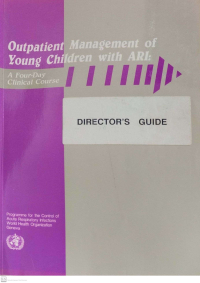 Outpatient Management of
Young Children with ARI:
A Four-Day
Clinical Course
DIRECTOR'S GUIDE
Programme for the Control of
Acute Respiratory Infections
World Health Organization
Geneva